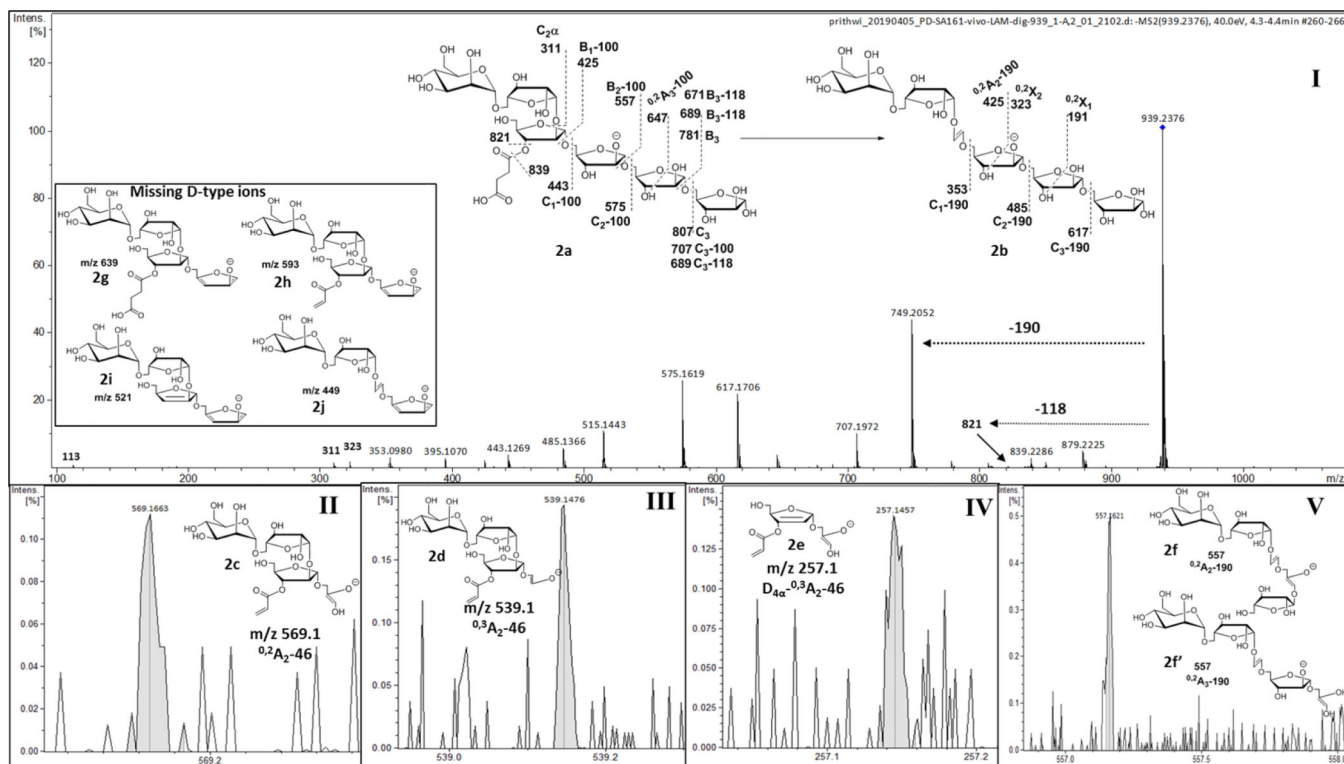 Intens.
[%]
prithwi_20190405_PD-SA161-vivo-LAM-dig-939_1-A,2_01_2102.d: -MS2(939.2376), 40.0eV, 4.3-4.4min #260-266
I
120
100
80
60
40
20
C₂α
311
B₁-100
425
B₂-100
557
⁰,²A₃-100
647
671 B₃-118
689 B₃-118
781 B₃
821
839
443
C₁-100
575
C₂-100
807 C₃
707 C₃-100
689 C₃-118
2a
⁰,²A₂-190
425
⁰,²X₂
323
⁰,²X₁
191
353
C₁-190
485
C₂-190
617
C₃-190
2b
939.2376
Missing D-type ions
m/z 639
2g
m/z 593
2h
2i
m/z 521
2j
m/z 449
749.2052
-190
-118
821
575.1619
617.1706
515.1443
707.1972
113
311
323
353.0980
395.1070
443.1269
485.1366
839.2286
879.2225
200
300
400
500
600
700
800
900
1000
m/z
Intens.
[%]
II
569.1663
0.10
0.08
0.06
0.04
0.02
0.00
2c
m/z 569.1
⁰,²A₂-46
569.2
Intens.
[%]
III
539.1476
0.15
0.10
0.05
0.00
2d
m/z 539.1
⁰,³A₂-46
539.0
539.2
Intens.
[%]
IV
257.1457
0.125
0.100
0.075
0.050
0.025
0.000
2e
m/z 257.1
D₄α-⁰,³A₂-46
257.1
257.2
Intens.
[%]
V
557.1621
0.5
0.4
0.3
0.2
0.1
0.0
2f
557
⁰,²A₂-190
2f'
557
⁰,²A₃-190
557.0
557.5